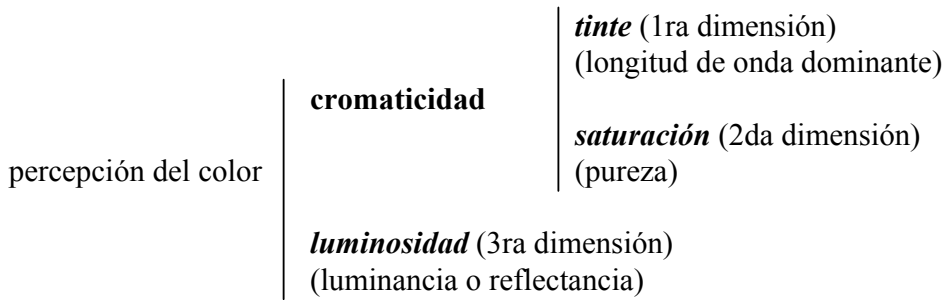 percepción del color
cromaticidad
tinte (1ra dimensión)
(longitud de onda dominante)
saturación (2da dimensión)
(pureza)
luminosidad (3ra dimensión)
(luminancia o reflectancia)